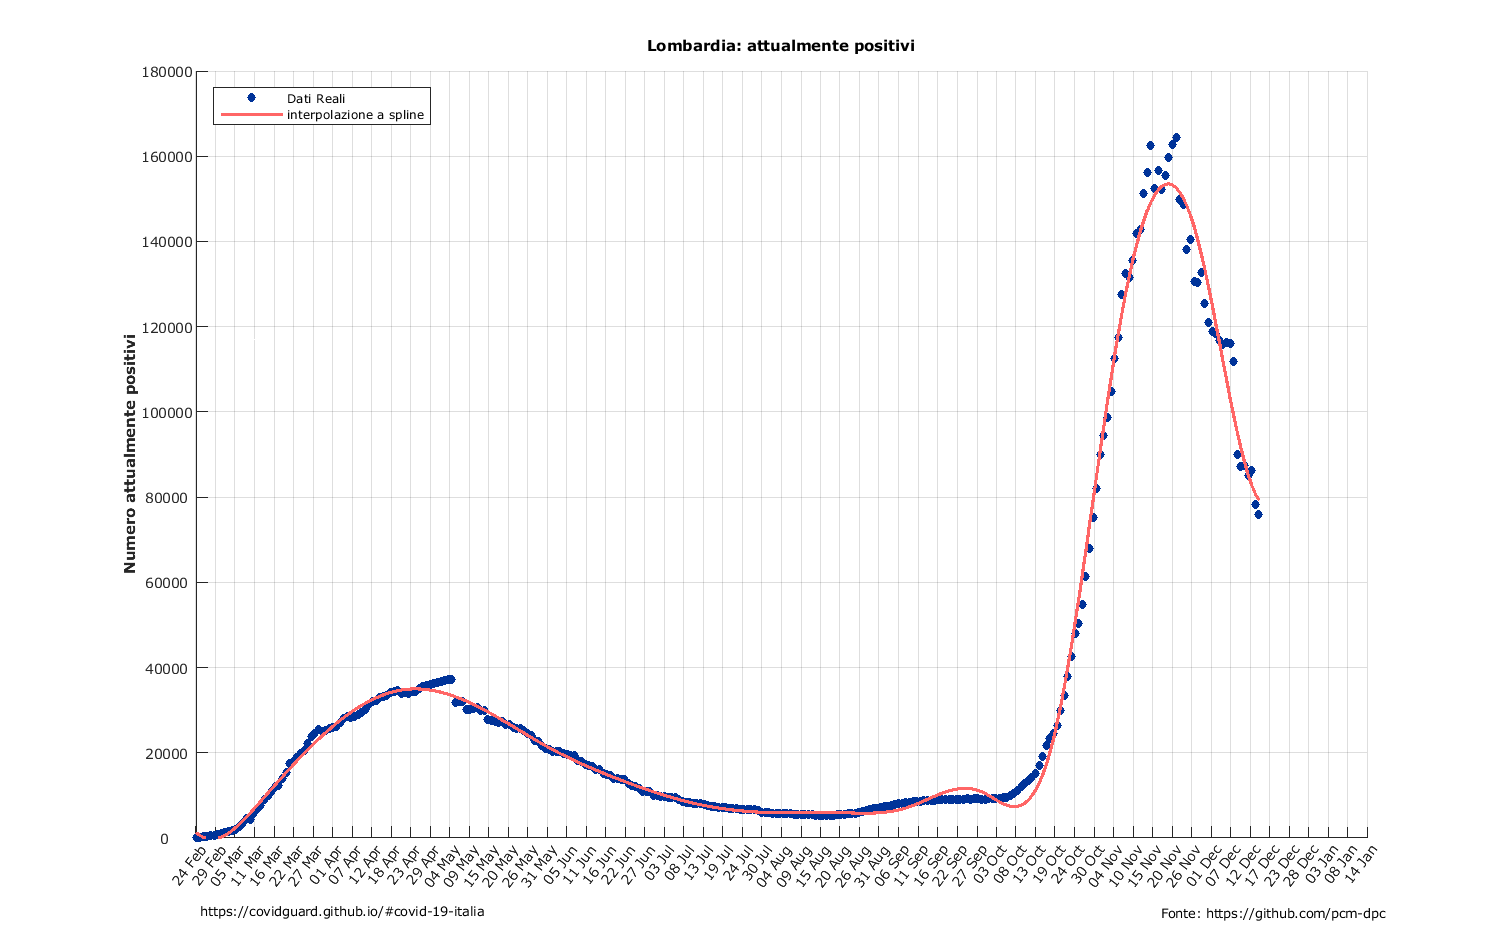 Lombardia: attualmente positivi
Dati Reali
interpolazione a spline
Numero attualmente positivi
180000
160000
140000
120000
100000
80000
60000
40000
20000
0
24 Feb
29 Feb
05 Mar
11 Mar
16 Mar
22 Mar
27 Mar
01 Apr
07 Apr
12 Apr
18 Apr
23 Apr
29 Apr
04 May
09 May
15 May
20 May
26 May
31 May
05 Jun
11 Jun
16 Jun
22 Jun
27 Jun
03 Jul
08 Jul
13 Jul
19 Jul
24 Jul
30 Jul
04 Aug
09 Aug
15 Aug
20 Aug
26 Aug
31 Aug
06 Sep
11 Sep
16 Sep
22 Sep
27 Sep
03 Oct
08 Oct
13 Oct
19 Oct
24 Oct
30 Oct
04 Nov
10 Nov
15 Nov
20 Nov
26 Nov
01 Dec
07 Dec
12 Dec
17 Dec
23 Dec
28 Dec
03 Jan
08 Jan
14 Jan
https://covidguard.github.io/#covid-19-italia
Fonte: https://github.com/pcm-dpc